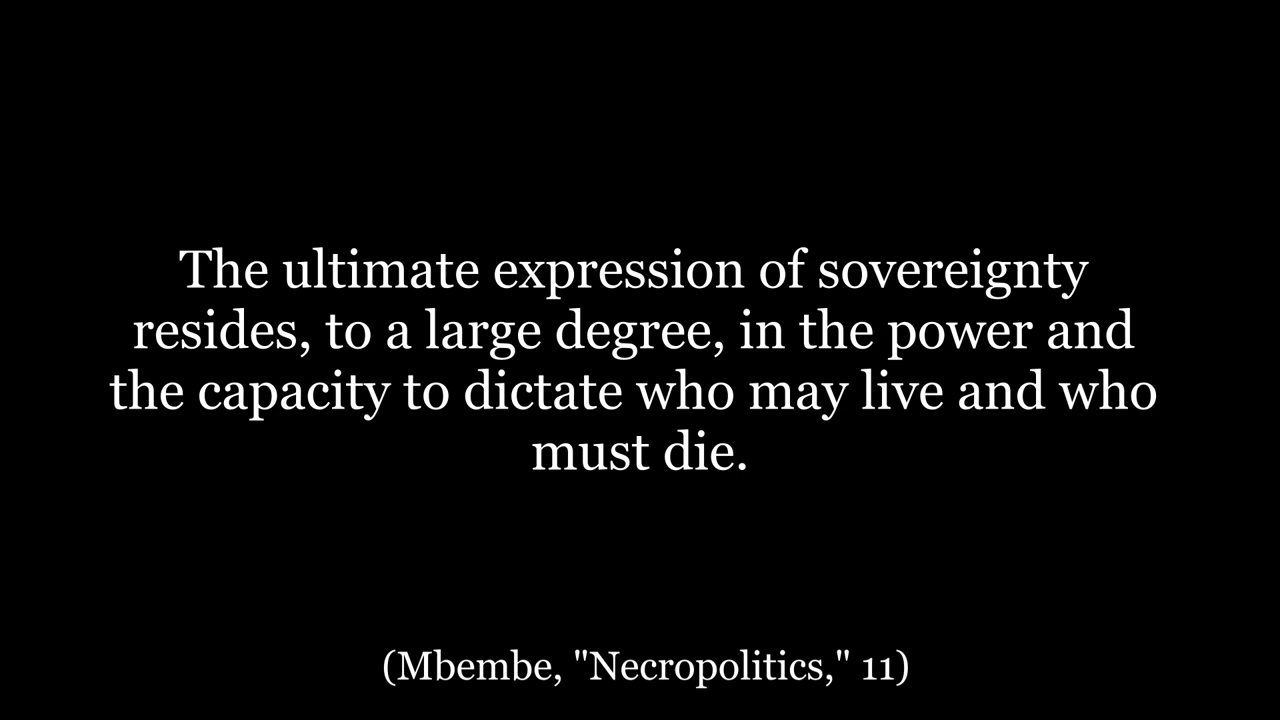 The ultimate expression of sovereignty
resides, to a large degree, in the power and
the capacity to dictate who may live and who
must die.
(Mbembe, "Necropolitics," 11)